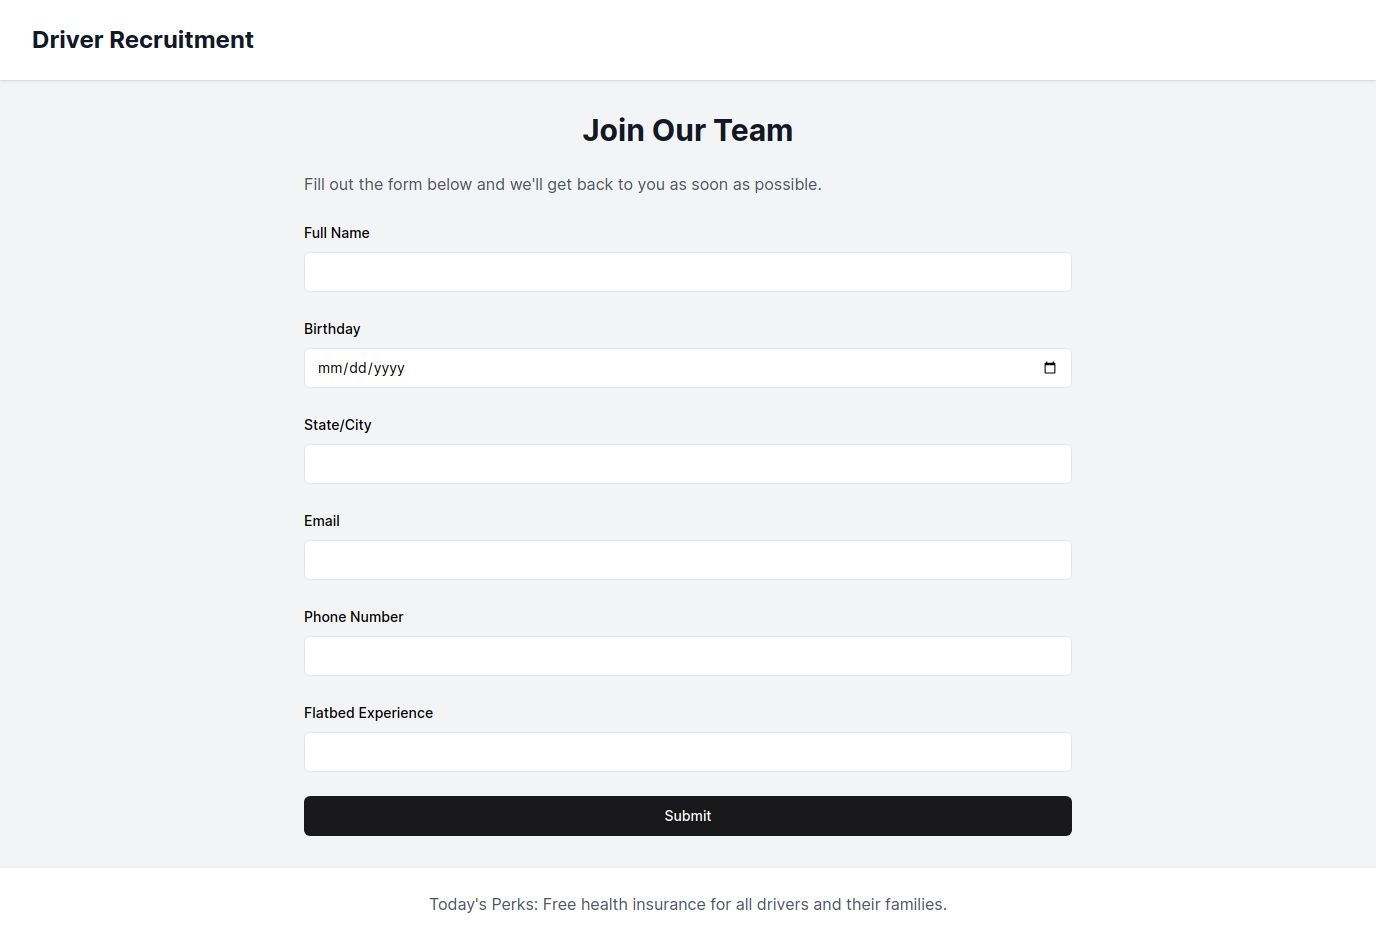 Driver Recruitment
Join Our Team
Fill out the form below and we'll get back to you as soon as possible.
Full Name
Birthday
mm/dd/yyyy
State/City
Email
Phone Number
Flatbed Experience
Submit
Today's Perks: Free health insurance for all drivers and their families.